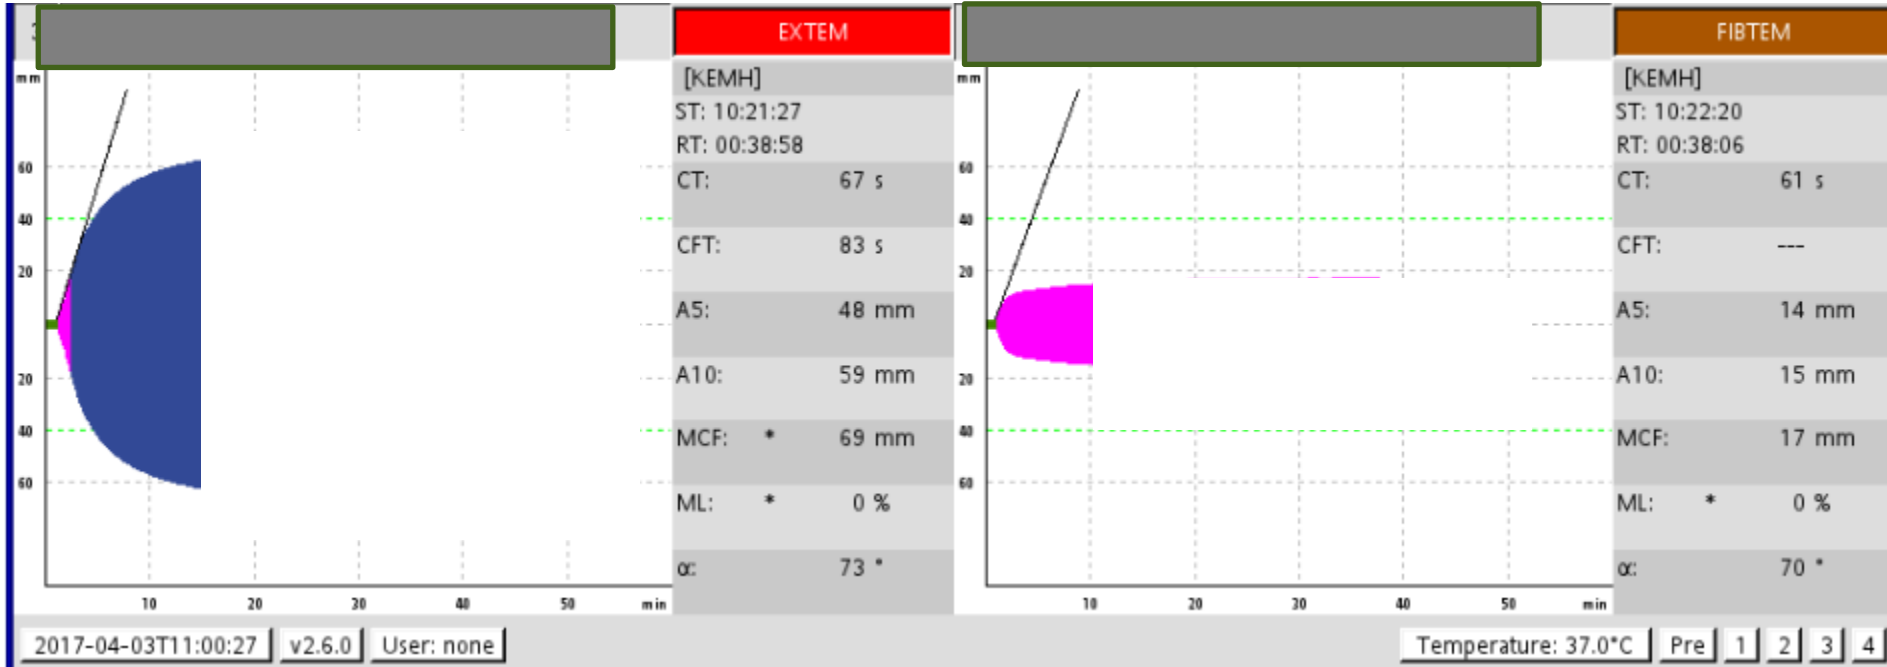 EXTEM
[KEMH]
ST: 10:21:27
RT: 00:38:58
CT: 67 s
CFT: 83 s
A5: 48 mm
A10: 59 mm
MCF: * 69 mm
ML: * 0 %
α: 73 °
mm
60
40
20
20
40
60
10 20 30 40 50 min
FIBTEM
[KEMH]
ST: 10:22:20
RT: 00:38:06
CT: 61 s
CFT: ---
A5: 14 mm
A10: 15 mm
MCF: 17 mm
ML: * 0 %
α: 70 °
mm
60
40
20
20
40
60
10 20 30 40 50 min
2017-04-03T11:00:27 v2.6.0 User: none Temperature: 37.0°C Pre 1 2 3 4